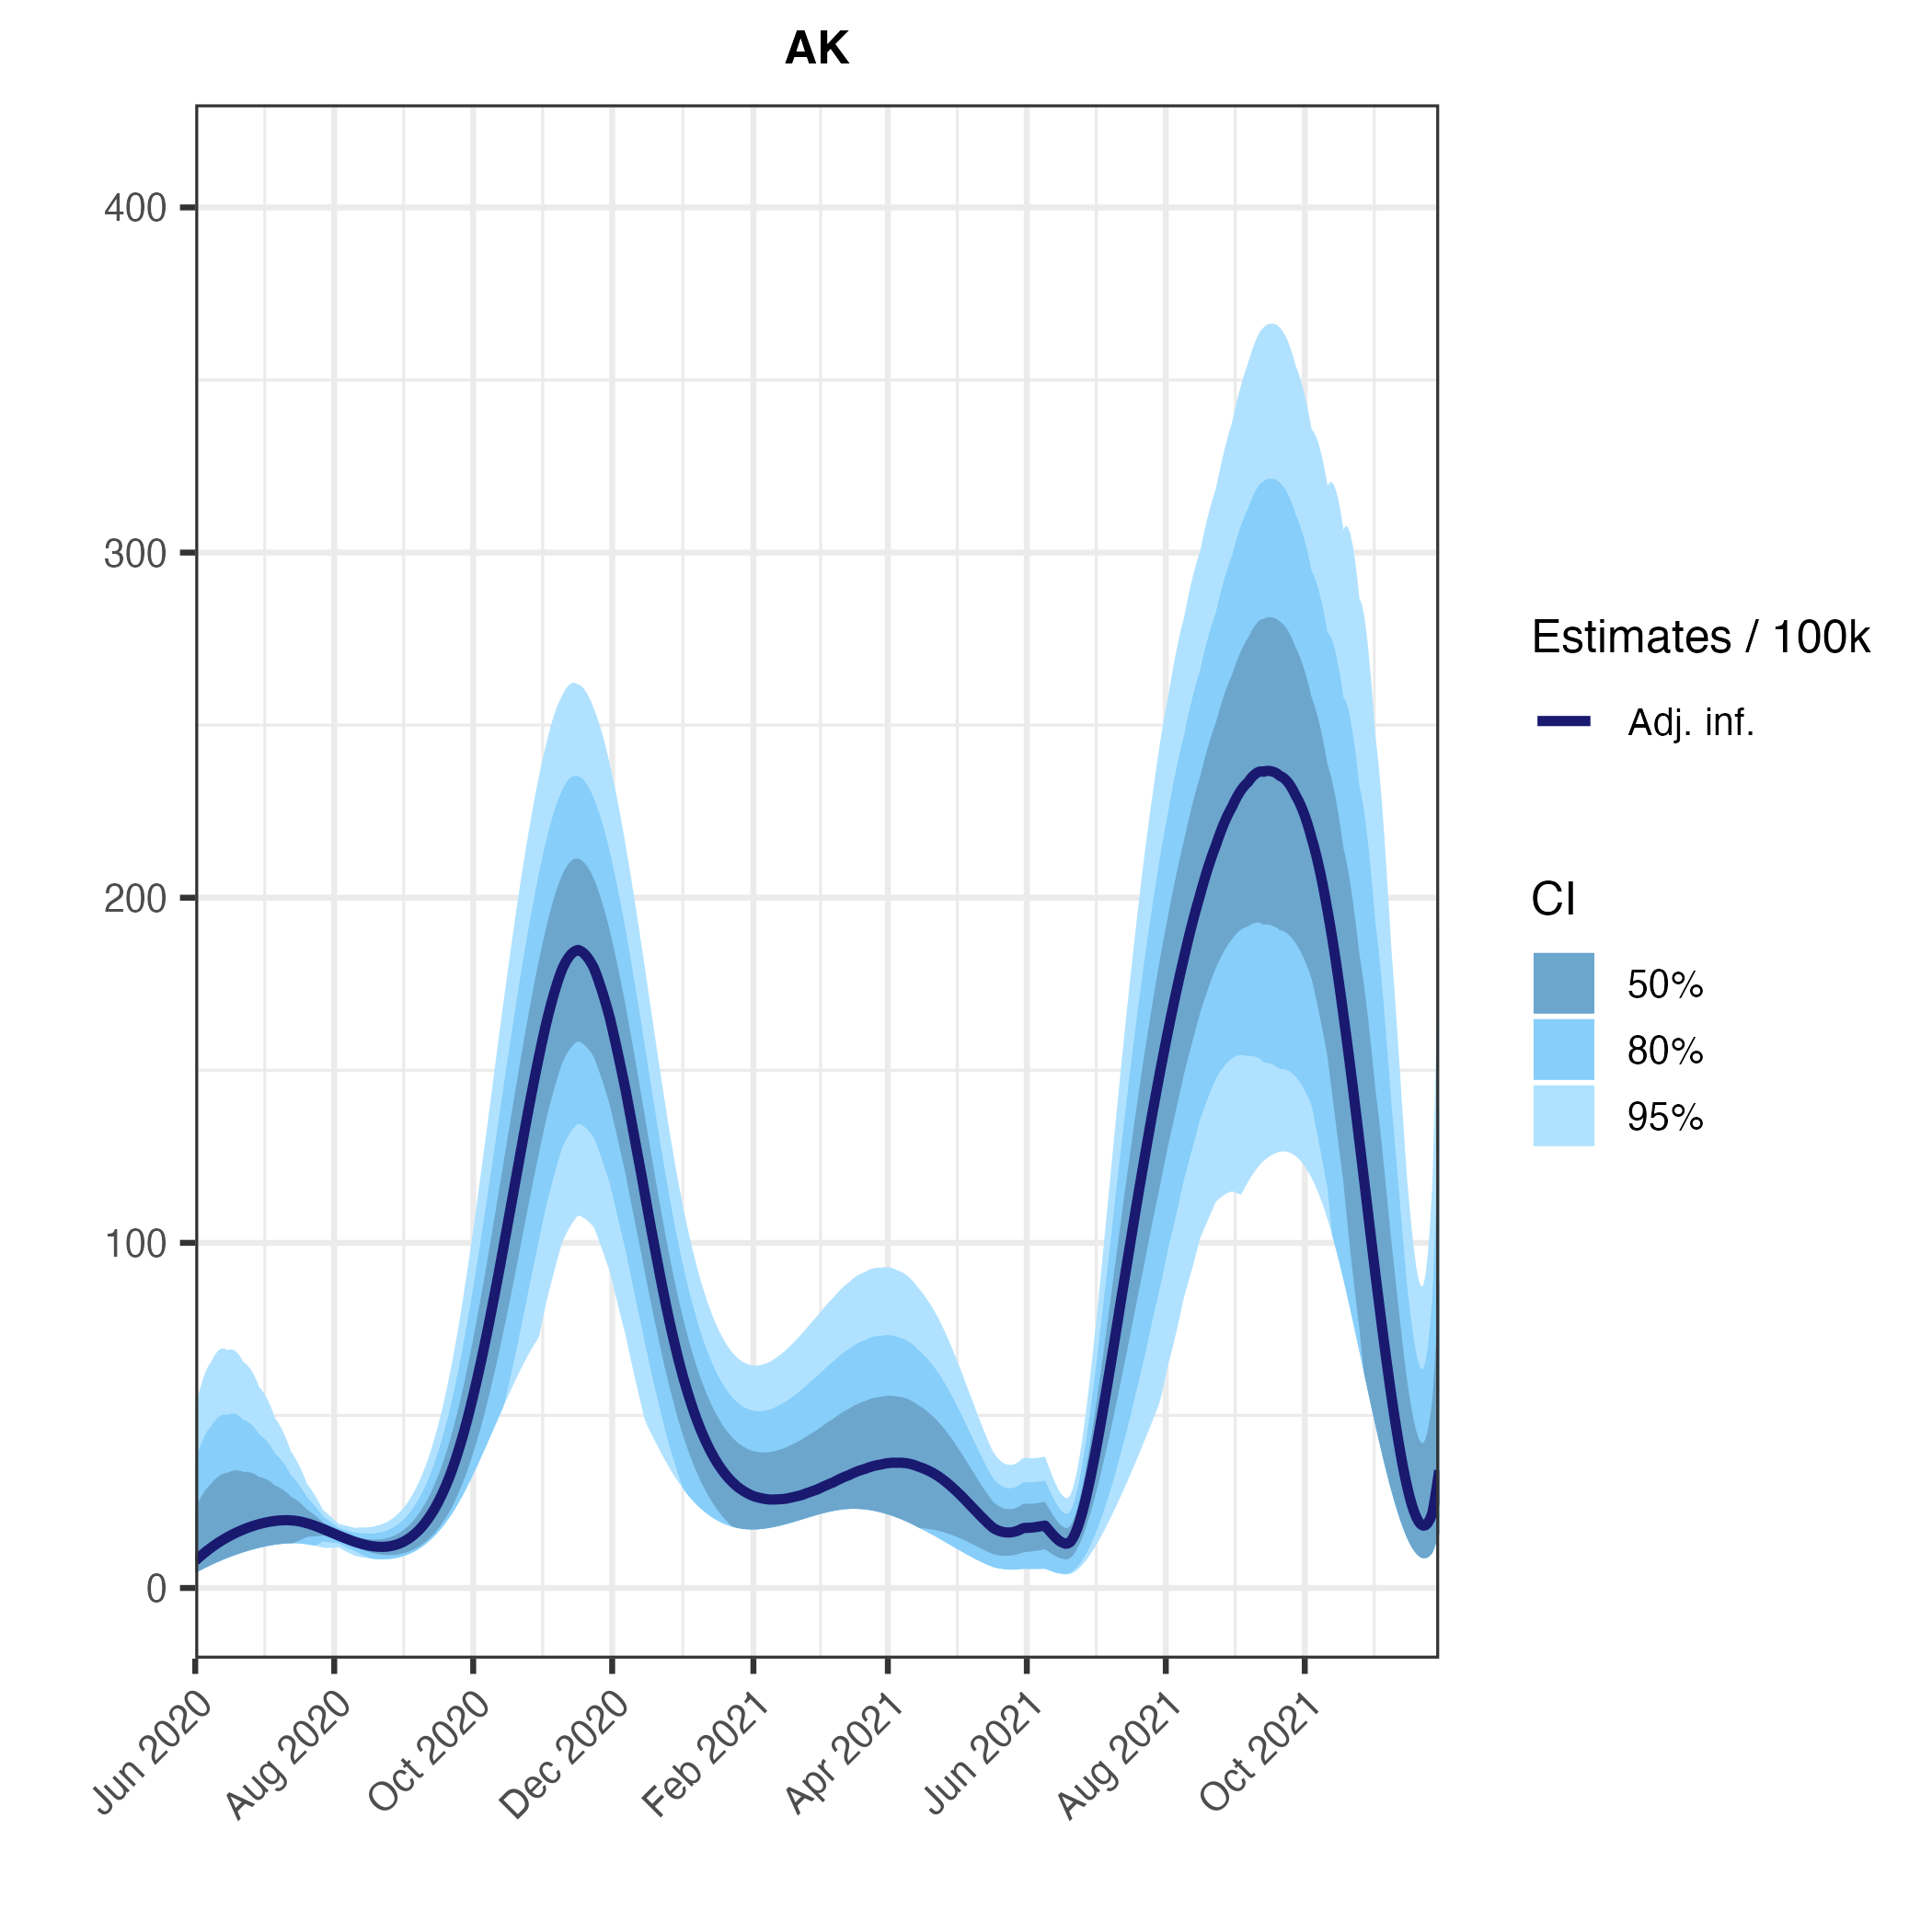 AK
400
300
200
100
0
Jun 2020
Aug 2020
Oct 2020
Dec 2020
Feb 2021
Apr 2021
Jun 2021
Aug 2021
Oct 2021
Estimates / 100k
Adj. inf.
CI
50%
80%
95%